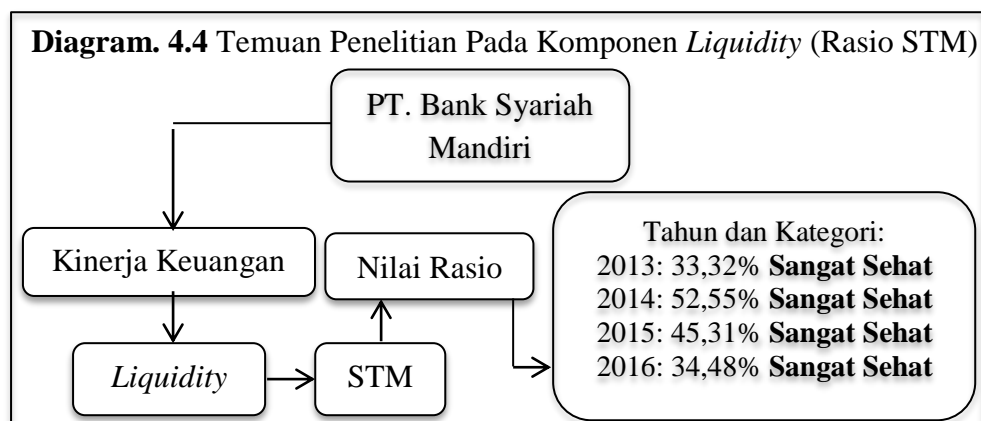 Diagram. 4.4 Temuan Penelitian Pada Komponen Liquidity (Rasio STM)
PT. Bank Syariah
Mandiri
Kinerja Keuangan
Liquidity
STM
Nilai Rasio
Tahun dan Kategori:
2013: 33,32% Sangat Sehat
2014: 52,55% Sangat Sehat
2015: 45,31% Sangat Sehat
2016: 34,48% Sangat Sehat